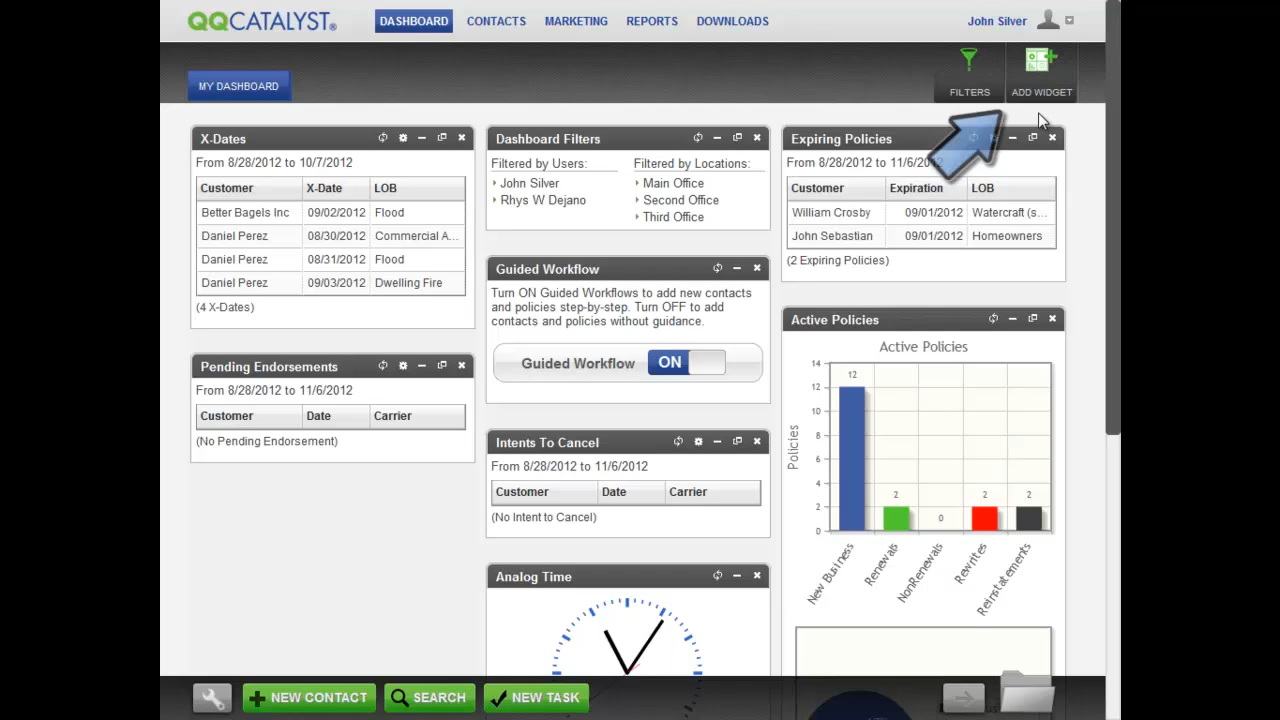 QQCATALYST®
DASHBOARD
CONTACTS
MARKETING
REPORTS
DOWNLOADS
John Silver
MY DASHBOARD
FILTERS
ADD WIDGET
X-Dates
From 8/28/2012 to 10/7/2012
Customer X-Date LOB
Better Bagels Inc 09/02/2012 Flood
Daniel Perez 08/30/2012 Commercial A...
Daniel Perez 08/31/2012 Flood
Daniel Perez 09/03/2012 Dwelling Fire
(4 X-Dates)
Pending Endorsements
From 8/28/2012 to 11/6/2012
Customer Date Carrier
(No Pending Endorsement)
Dashboard Filters
Filtered by Users: Filtered by Locations:
John Silver Main Office
Rhys W Dejano Second Office
Third Office
Guided Workflow
Turn ON Guided Workflows to add new contacts
and policies step-by-step. Turn OFF to add
contacts and policies without guidance.
Guided Workflow ON
Intents To Cancel
From 8/28/2012 to 11/6/2012
Customer Date Carrier
(No Intent to Cancel)
Analog Time
Expiring Policies
From 8/28/2012 to 11/6/2012
Customer Expiration LOB
William Crosby 09/01/2012 Watercraft (s...
John Sebastian 09/01/2012 Homeowners
(2 Expiring Policies)
Active Policies
Active Policies
14
12
10
8
6
4
2
0
Policies
12
2
0
2
2
New Business
Renewals
NonRenewals
Rewrites
Reinstatements
NEW CONTACT
SEARCH
NEW TASK